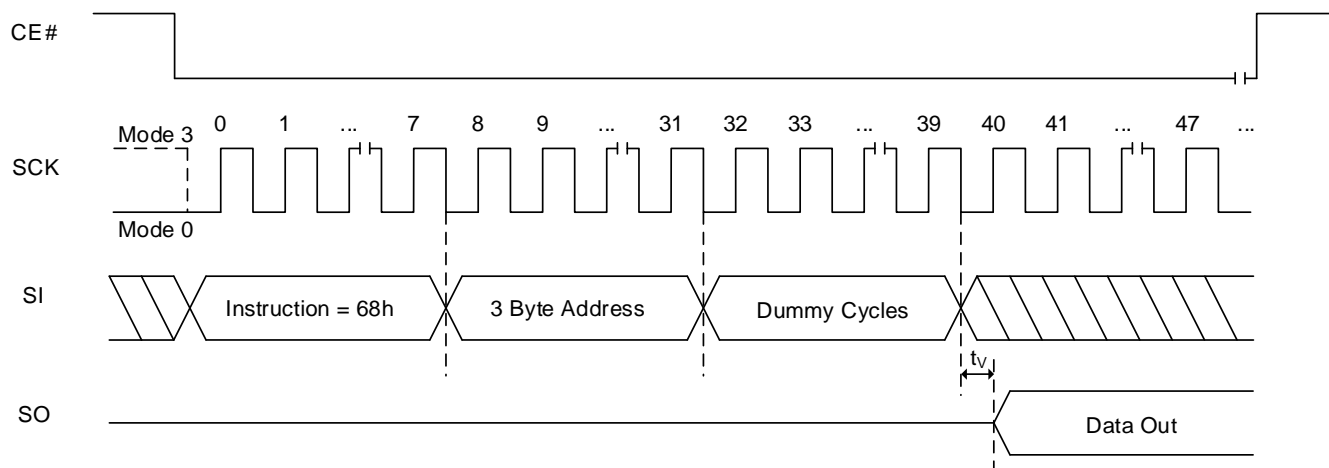 CE#
Mode 3 0 1 ... 7 8 9 ... 31 32 33 ... 39 40 41 ... 47 ...
SCK
Mode 0
SI Instruction = 68h 3 Byte Address Dummy Cycles
tV
SO Data Out